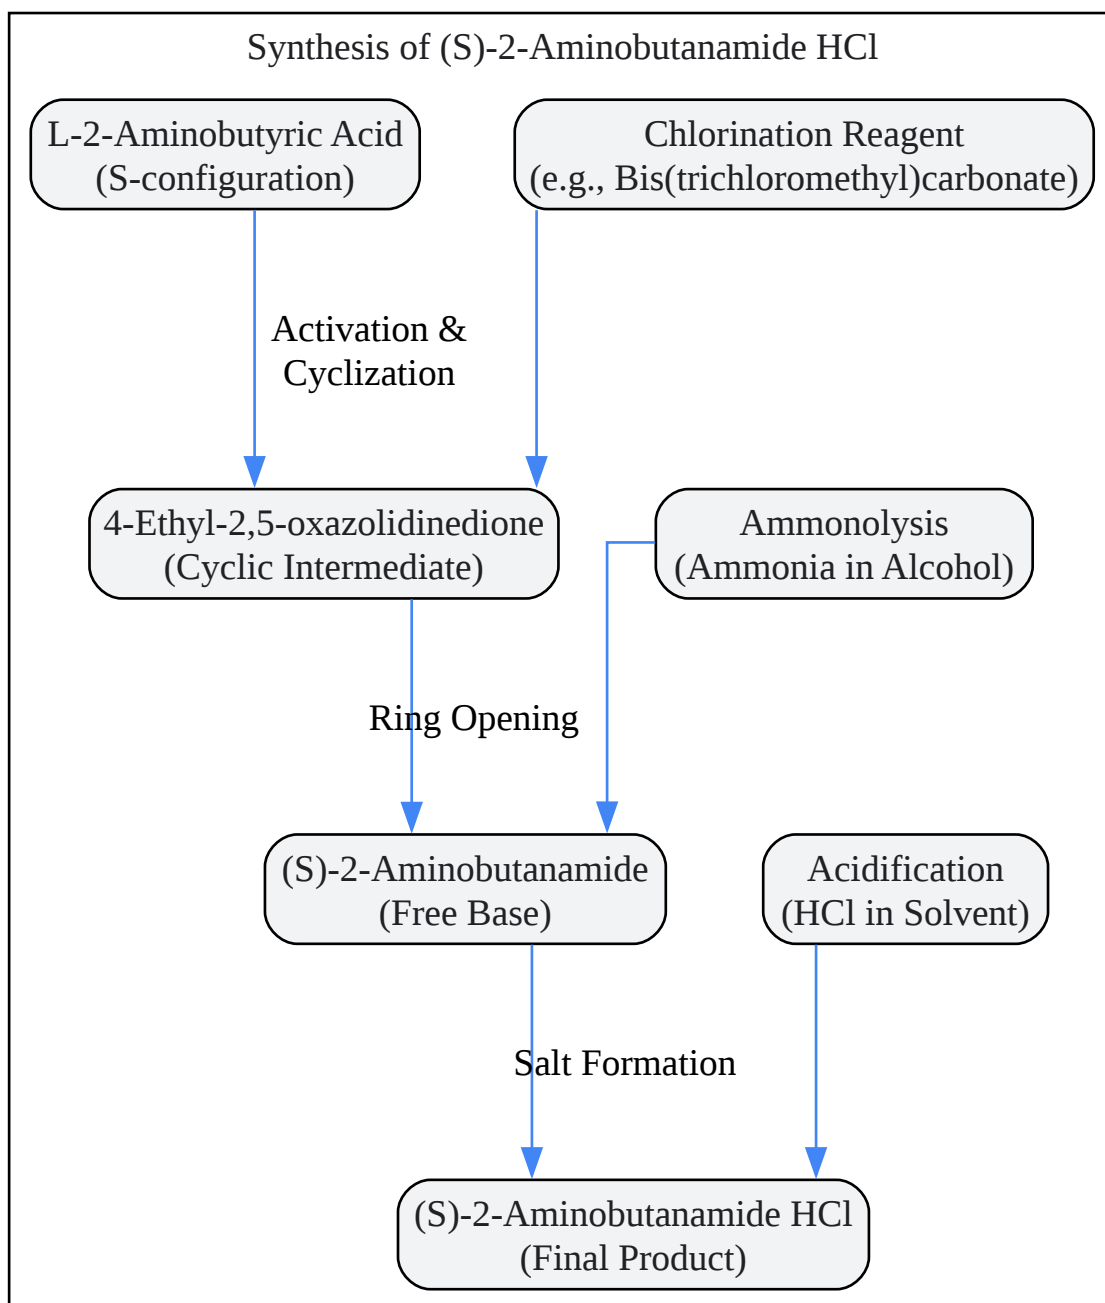 Synthesis of (S)-2-Aminobutanamide HCl
L-2-Aminobutyric Acid
(S-configuration)
Chlorination Reagent
(e.g., Bis(trichloromethyl)carbonate)
Activation &
Cyclization
4-Ethyl-2,5-oxazolidinedione
(Cyclic Intermediate)
Ammonolysis
(Ammonia in Alcohol)
Ring Opening
(S)-2-Aminobutanamide
(Free Base)
Acidification
(HCl in Solvent)
Salt Formation
(S)-2-Aminobutanamide HCl
(Final Product)